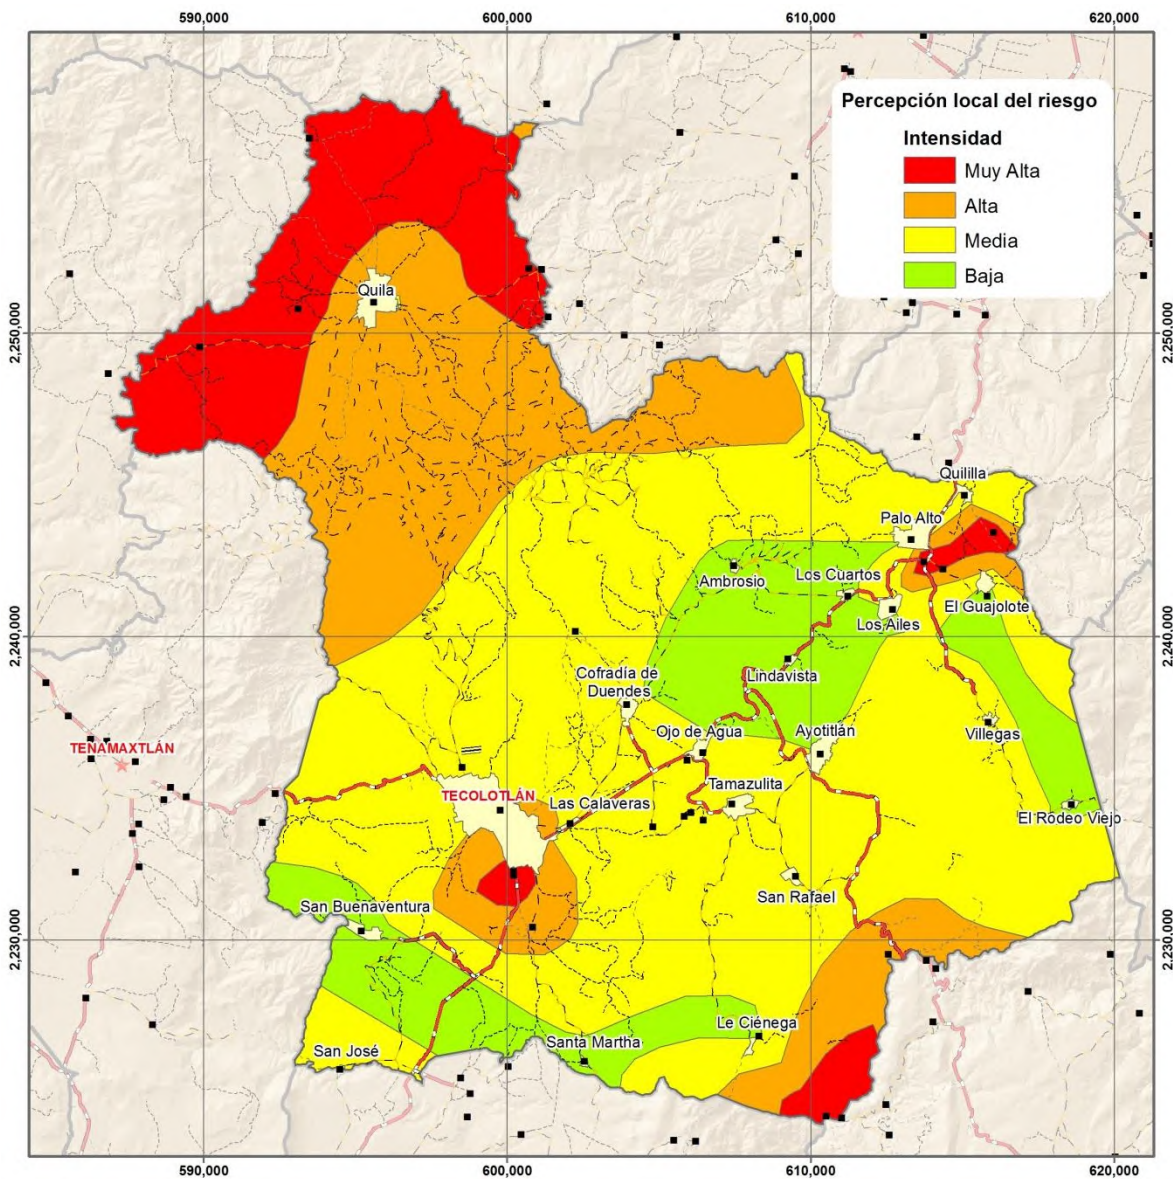 590,000
600,000
610,000
620,000
Percepción local del riesgo
Intensidad
Muy Alta
Alta
Media
Baja
Quila
2,250,000
2,250,000
Quililla
Palo Alto
Ambrosio
Los Cuartos
El Guajolote
Los Ailes
2,240,000
2,240,000
Cofradía de
Duendes
Lindavista
Ojo de Agua
Ayotitlán
Villegas
TENAMAXTLÁN
TECOLOTLÁN
Las Calaveras
Tamazulita
El Rodeo Viejo
San Rafael
San Buenaventura
2,230,000
2,230,000
Le Ciénega
Santa Martha
San José
590,000
600,000
610,000
620,000